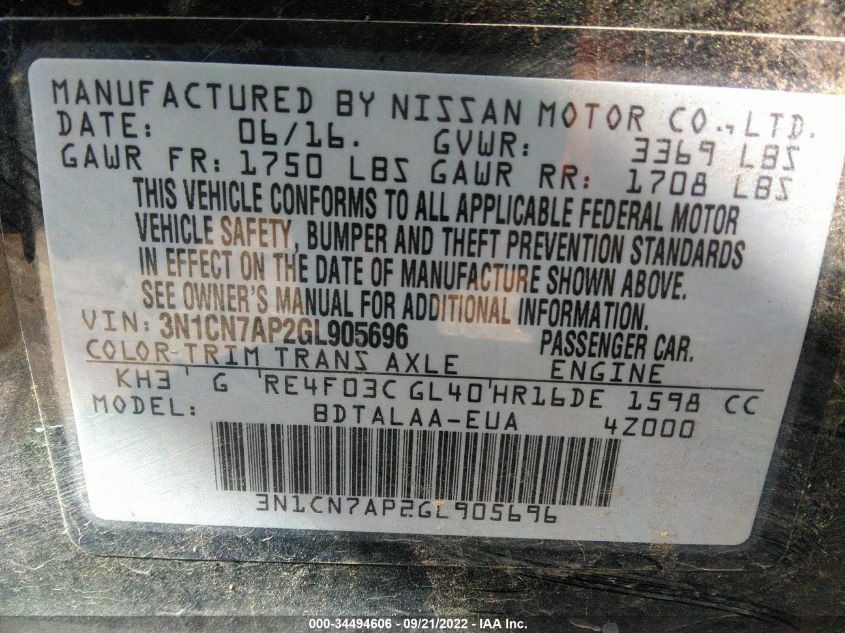 MANUFACTURED BY NISSAN MOTOR CO., LTD.
DATE: 06/16. GVWR: 3369 LBS
GAWR FR: 1750 LBS GAWR RR: 1708 LBS
THIS VEHICLE CONFORMS TO ALL APPLICABLE FEDERAL MOTOR
VEHICLE SAFETY, BUMPER AND THEFT PREVENTION STANDARDS
IN EFFECT ON THE DATE OF MANUFACTURE SHOWN ABOVE.
SEE OWNER'S MANUAL FOR ADDITIONAL INFORMATION.
VIN: 3N1CN7AP2GL905696 PASSENGER CAR.
COLOR TRIM TRANS AXLE ENGINE
KH3 G RE4F03C GL40 HR16DE 1598 CC
MODEL: BDTALAA-EUA 4Z000
3N1CN7AP2GL905696
000-34494606 - 09/21/2022 - IAA Inc.